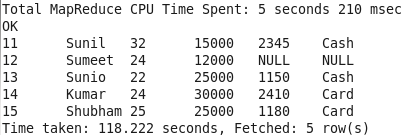 Total MapReduce CPU Time Spent: 5 seconds 210 msec
OK
11 Sunil 32 15000 2345 Cash
12 Sumeet 24 12000 NULL NULL
13 Sunio 22 25000 1150 Cash
14 Kumar 24 30000 2410 Card
15 Shubham 25 25000 1180 Card
Time taken: 118.222 seconds, Fetched: 5 row(s)